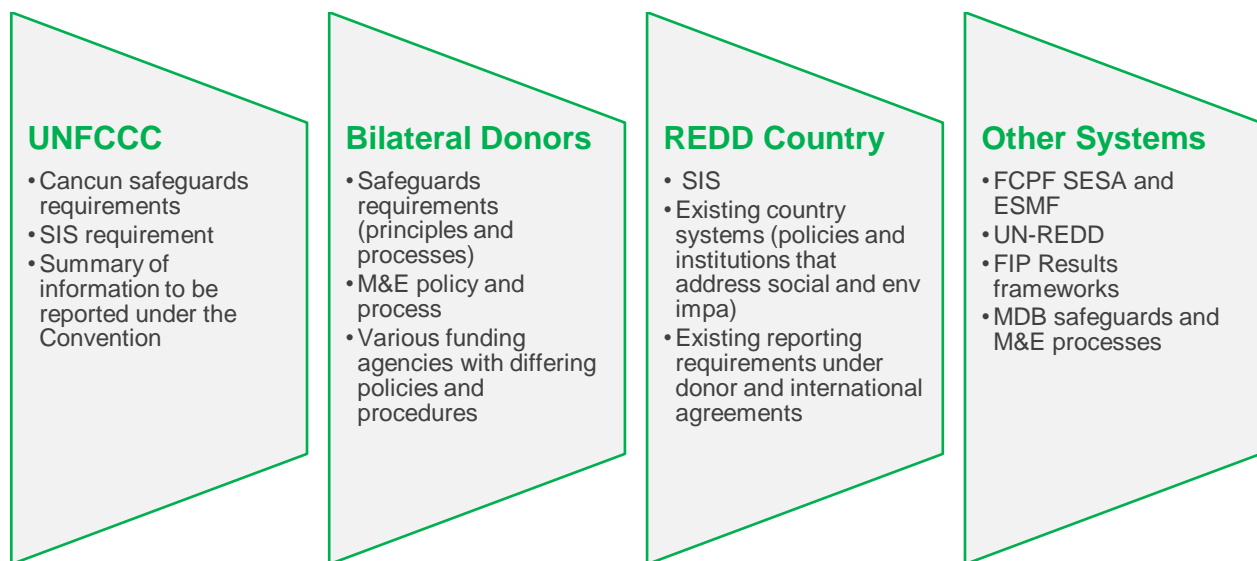 UNFCCC
• Cancun safeguards
requirements
• SIS requirement
• Summary of
information to be
reported under the
Convention
Bilateral Donors
• Safeguards
requirements
(principles and
processes)
• M&E policy and
process
• Various funding
agencies with differing
policies and
procedures
REDD Country
• SIS
• Existing country
systems (policies and
institutions that
address social and env
impa)
• Existing reporting
requirements under
donor and international
agreements
Other Systems
• FCPF SESA and
ESMF
• UN-REDD
• FIP Results
frameworks
• MDB safeguards and
M&E processes